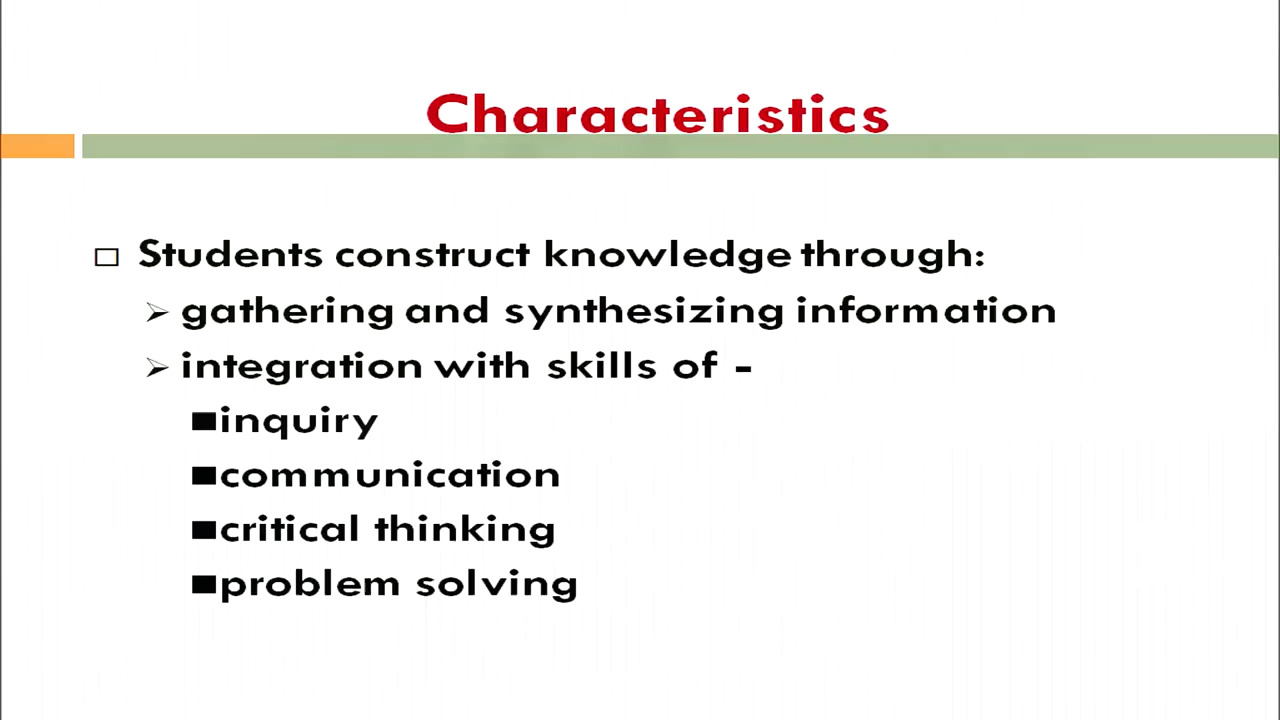 Characteristics
Students construct knowledge through:
gathering and synthesizing information
integration with skills of -
inquiry
communication
critical thinking
problem solving